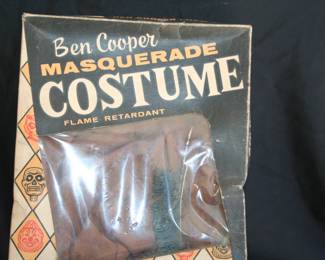 Ben Cooper
MASQUERADE
COSTUME
FLAME RETARDANT